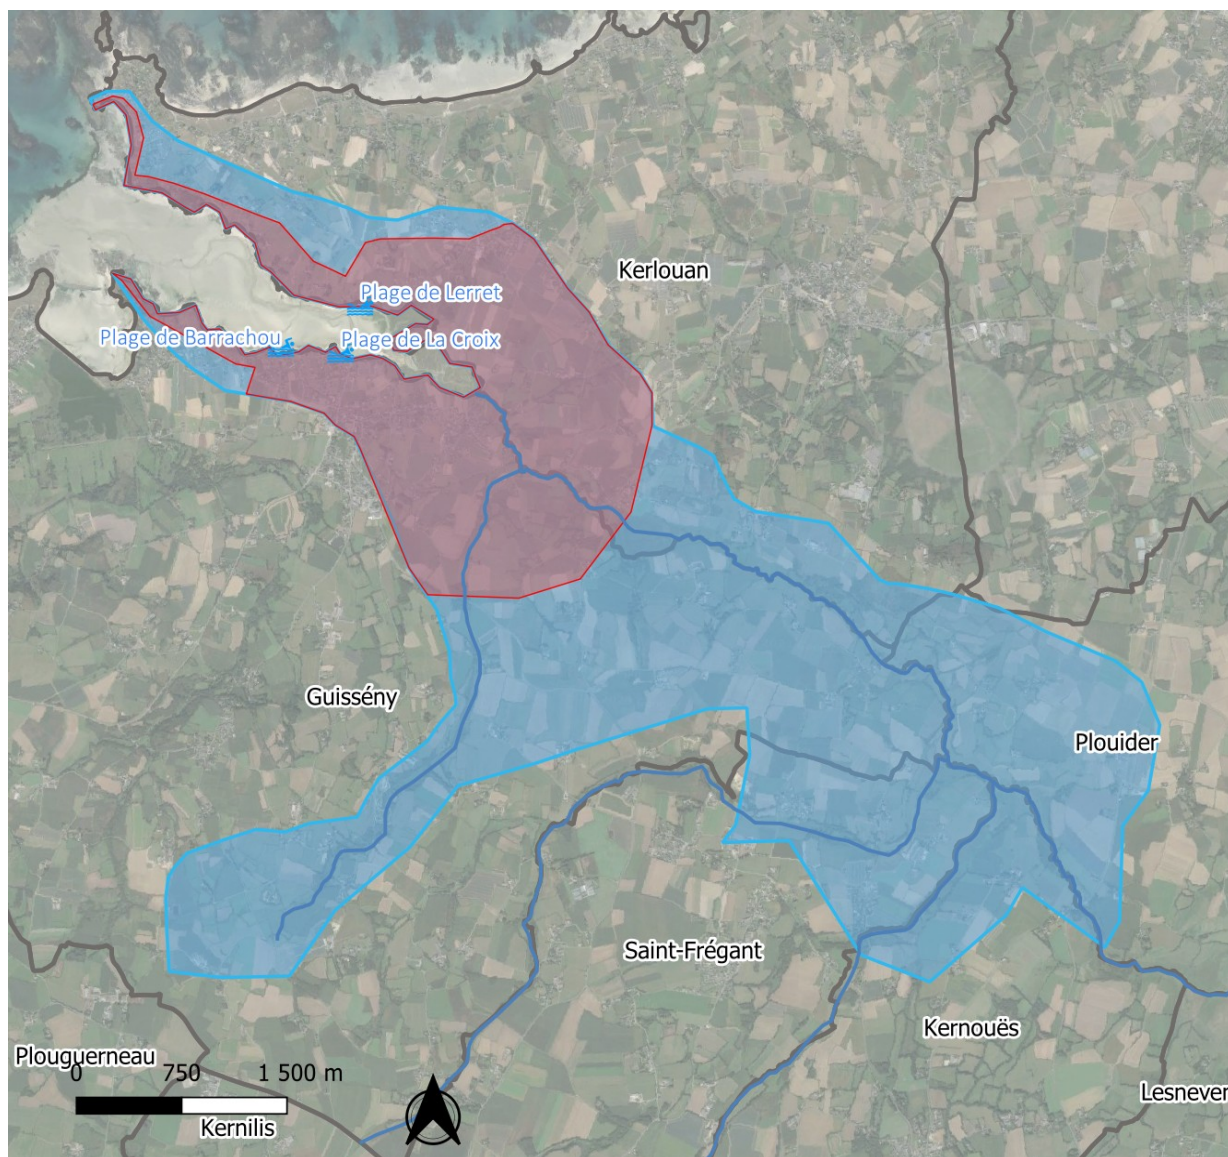 Kerlouan
Plage de Lerret
Plage de Barrachou
Plage de La Croix
Guissény
Plouider
Saint-Frégant
Kernouës
Plouguerneau
0 750 1 500 m
Lesneven
Kernilis